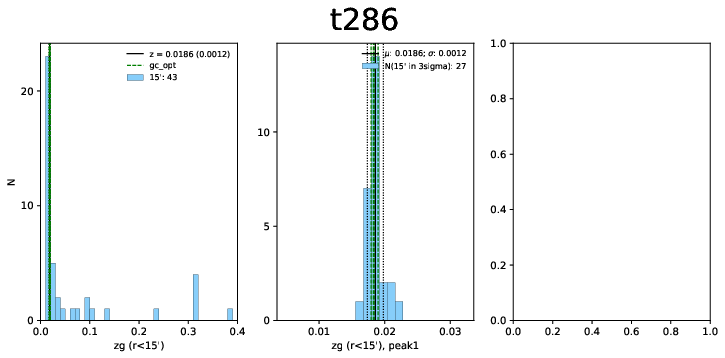 t286
z = 0.0186 (0.0012)
gc_opt
15': 43
N
0
10
20
0.0 0.1 0.2 0.3 0.4
zg (r<15')
μ: 0.0186; σ: 0.0012
N(15' in 3sigma): 27
0
5
10
0.01 0.02 0.03
zg (r<15'), peak1
1.0
0.8
0.6
0.4
0.2
0.0
0.0 0.2 0.4 0.6 0.8 1.0